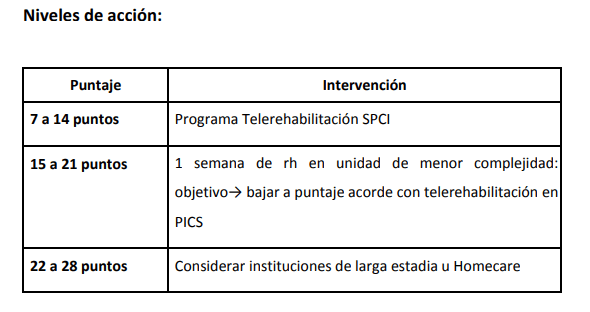 Niveles de acción:
Puntaje
Intervención
7 a 14 puntos
Programa Telerehabilitación SPCI
15 a 21 puntos
1 semana de rh en unidad de menor complejidad:
objetivo→ bajar a puntaje acorde con telerehabilitación en
PICS
22 a 28 puntos
Considerar instituciones de larga estadia u Homecare